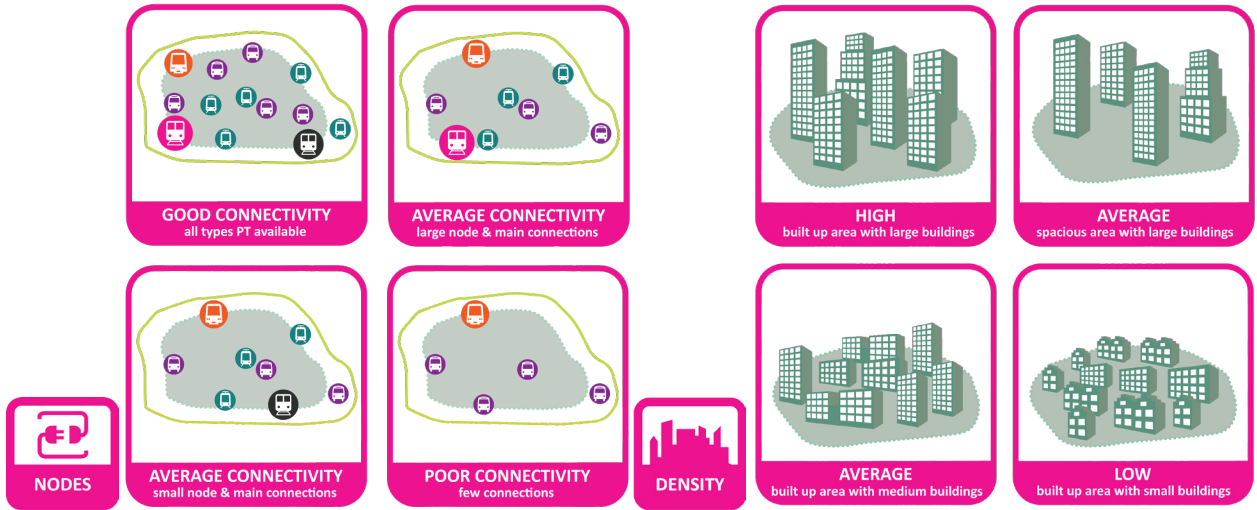 GOOD CONNECTIVITY
all types PT available
AVERAGE CONNECTIVITY
large node & main connections
HIGH
built up area with large buildings
AVERAGE
spacious area with large buildings
NODES
AVERAGE CONNECTIVITY
small node & main connections
POOR CONNECTIVITY
few connections
DENSITY
AVERAGE
built up area with medium buildings
LOW
built up area with small buildings